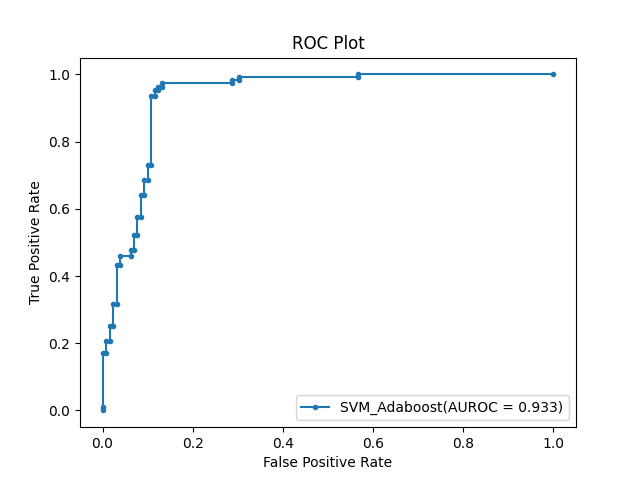 ROC Plot
True Positive Rate
1.0
0.8
0.6
0.4
0.2
0.0
SVM_Adaboost(AUROC = 0.933)
0.0 0.2 0.4 0.6 0.8 1.0
False Positive Rate